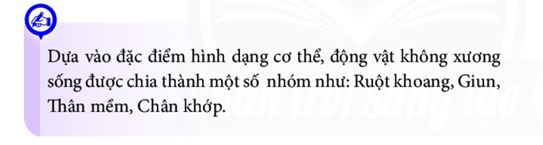 Dựa vào đặc điểm hình dạng cơ thể, động vật không xương
sống được chia thành một số nhóm như: Ruột khoang, Giun,
Thân mềm, Chân khớp.